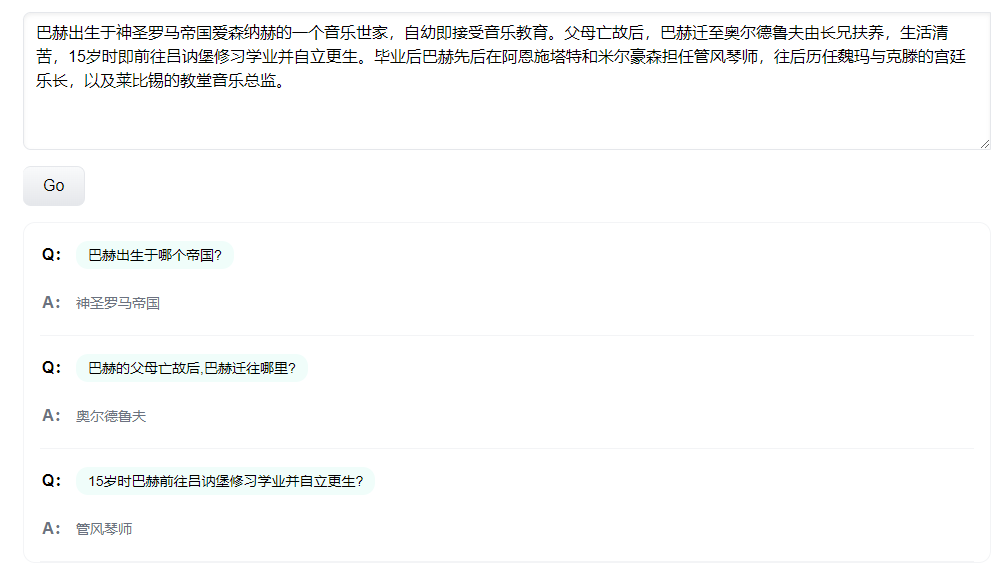 巴赫出生于神圣罗马帝国爱森纳赫的一个音乐世家，自幼即接受音乐教育。父母亡故后，巴赫迁至奥尔德鲁夫由长兄扶养，生活清
苦，15岁时即前往吕讷堡修习学业并自立更生。毕业后巴赫先后在阿恩施塔特和米尔豪森担任管风琴师，往后历任魏玛与克滕的宫廷
乐长，以及莱比锡的教堂音乐总监。
Go
Q: 巴赫出生于哪个帝国?
A: 神圣罗马帝国
Q: 巴赫的父母亡故后,巴赫迁往哪里?
A: 奥尔德鲁夫
Q: 15岁时巴赫前往吕讷堡修习学业并自立更生?
A: 管风琴师